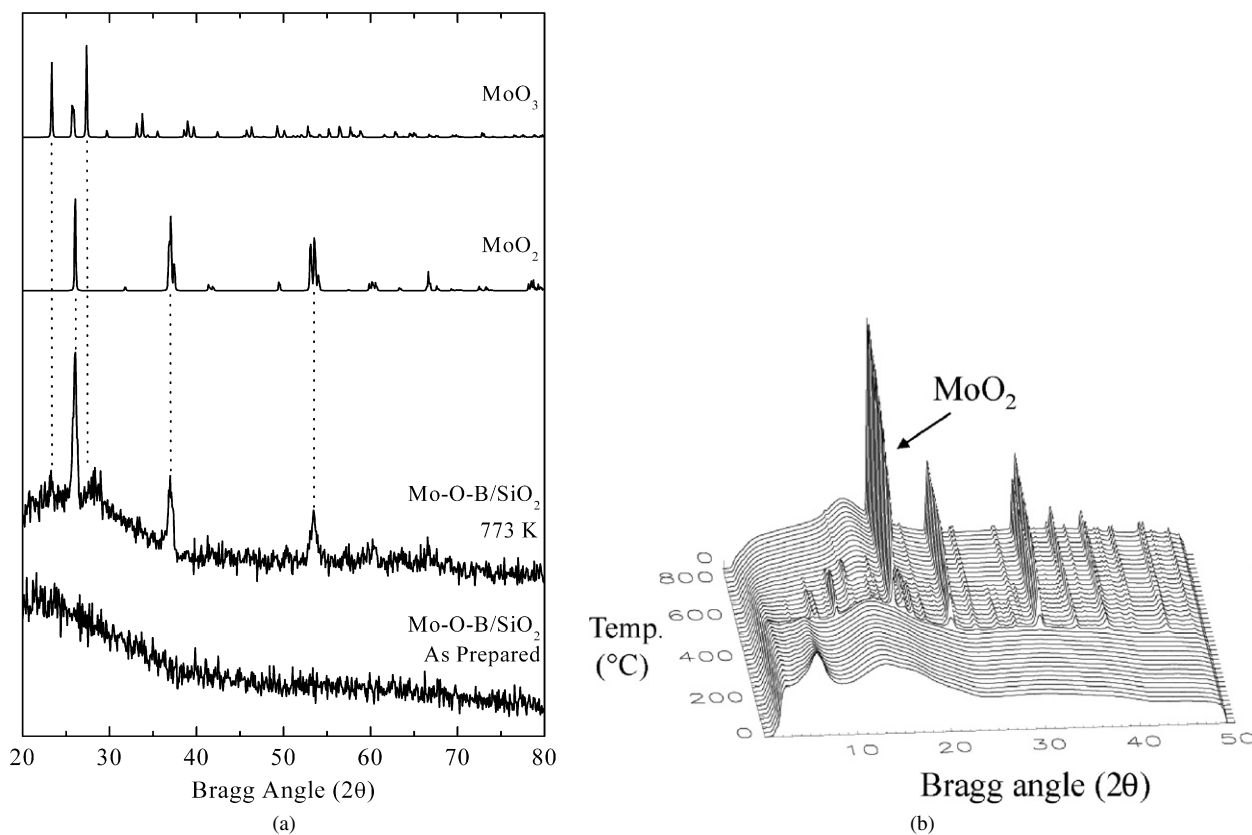 MoO₃
MoO₂
Mo-O-B/SiO₂
773 K
Mo-O-B/SiO₂
As Prepared
20 30 40 50 60 70 80
Bragg Angle (2θ)
(a)
MoO₂
0
800
600
400
200
0
Temp.
(°C)
10 20 30 40 50
Bragg angle (2θ)
(b)